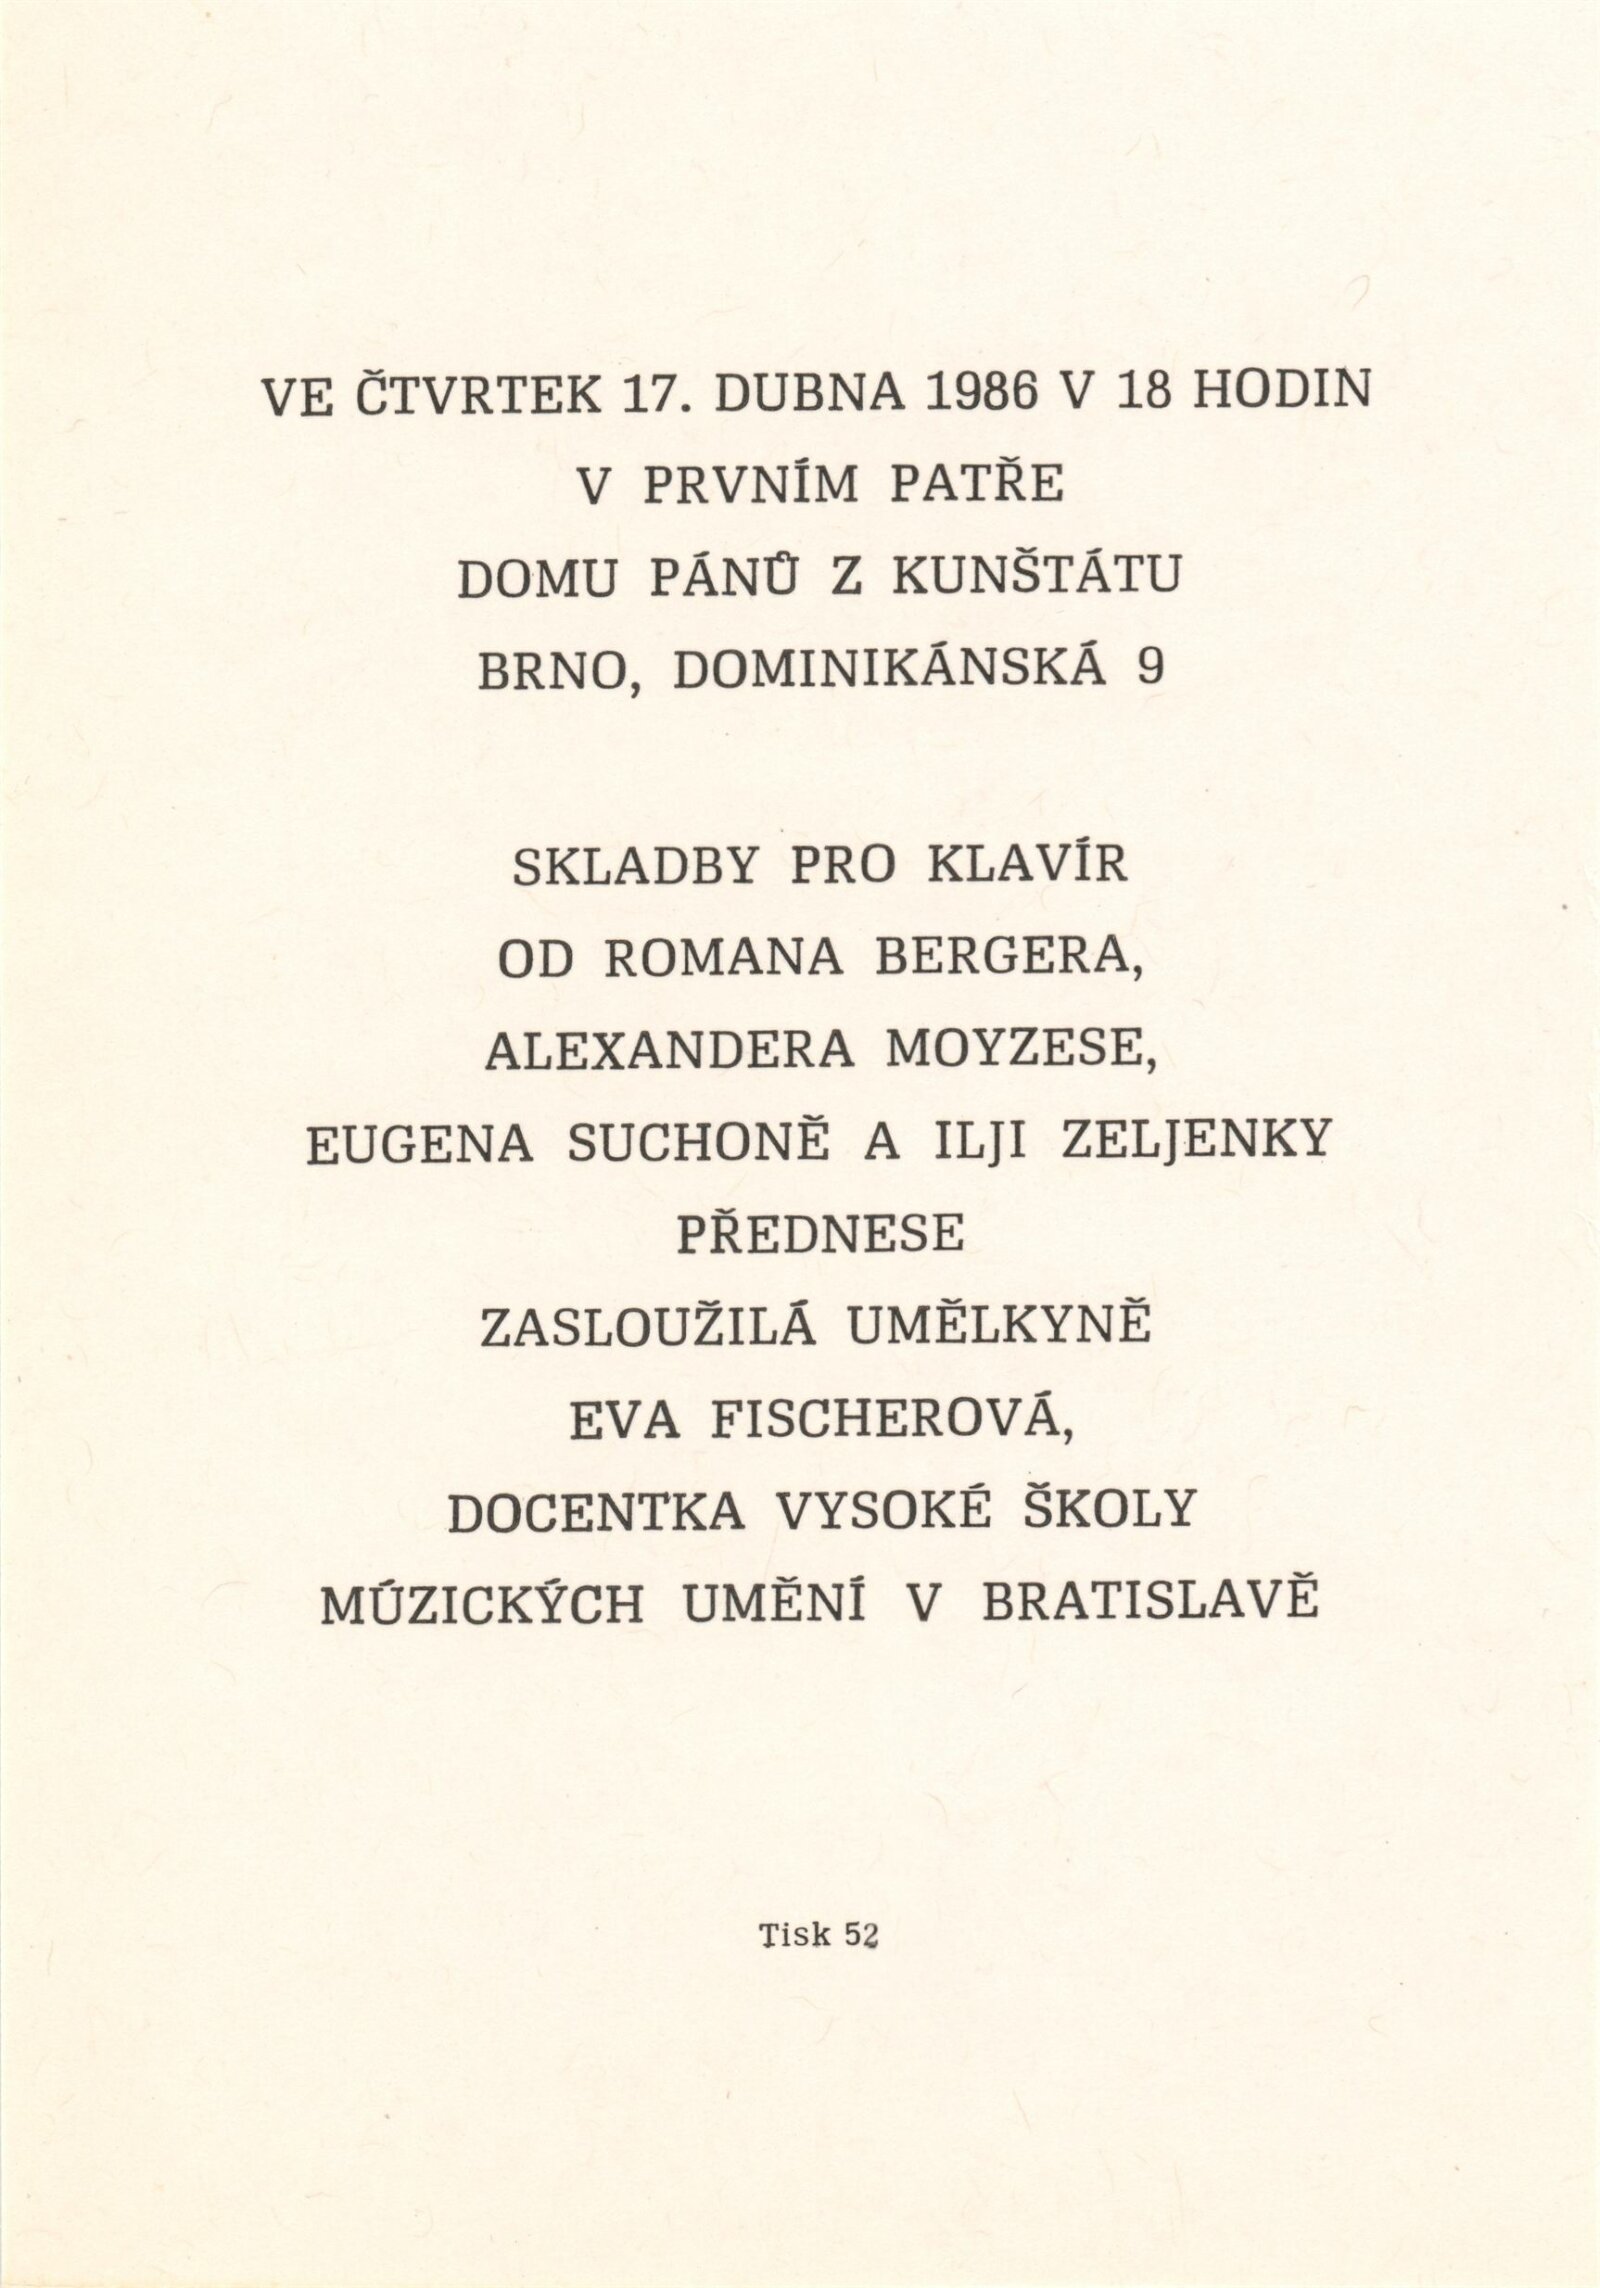 VE ČTVRTEK 17. DUBNA 1986 V 18 HODIN
V PRVNÍM PATŘE
DOMU PÁNŮ Z KUNŠTÁTU
BRNO, DOMINIKÁNSKÁ 9
SKLADBY PRO KLAVÍR
OD ROMANA BERGERA,
ALEXANDERA MOYZESE,
EUGENA SUCHONĚ A ILJI ZELJENKY
PŘEDNESE
ZASLOUŽILÁ UMĚLKYNĚ
EVA FISCHEROVÁ,
DOCENTKA VYSOKÉ ŠKOLY
MÚZICKÝCH UMĚNÍ V BRATISLAVĚ
Tisk 52